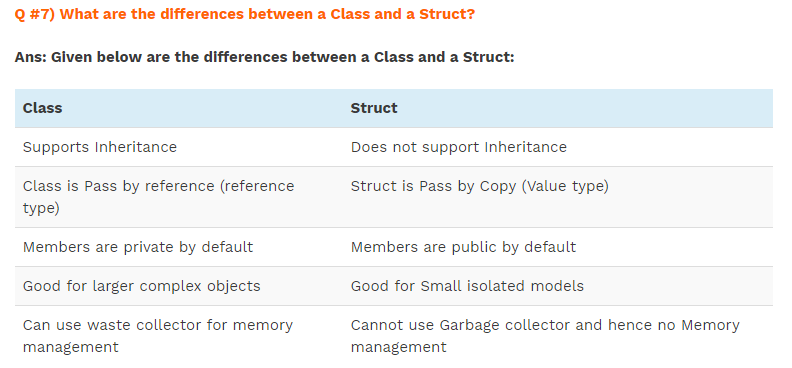 Q #7) What are the differences between a Class and a Struct?
Ans: Given below are the differences between a Class and a Struct:
Class Struct
Supports Inheritance Does not support Inheritance
Class is Pass by reference (reference Struct is Pass by Copy (Value type)
type)
Members are private by default Members are public by default
Good for larger complex objects Good for Small isolated models
Can use waste collector for memory Cannot use Garbage collector and hence no Memory
management management